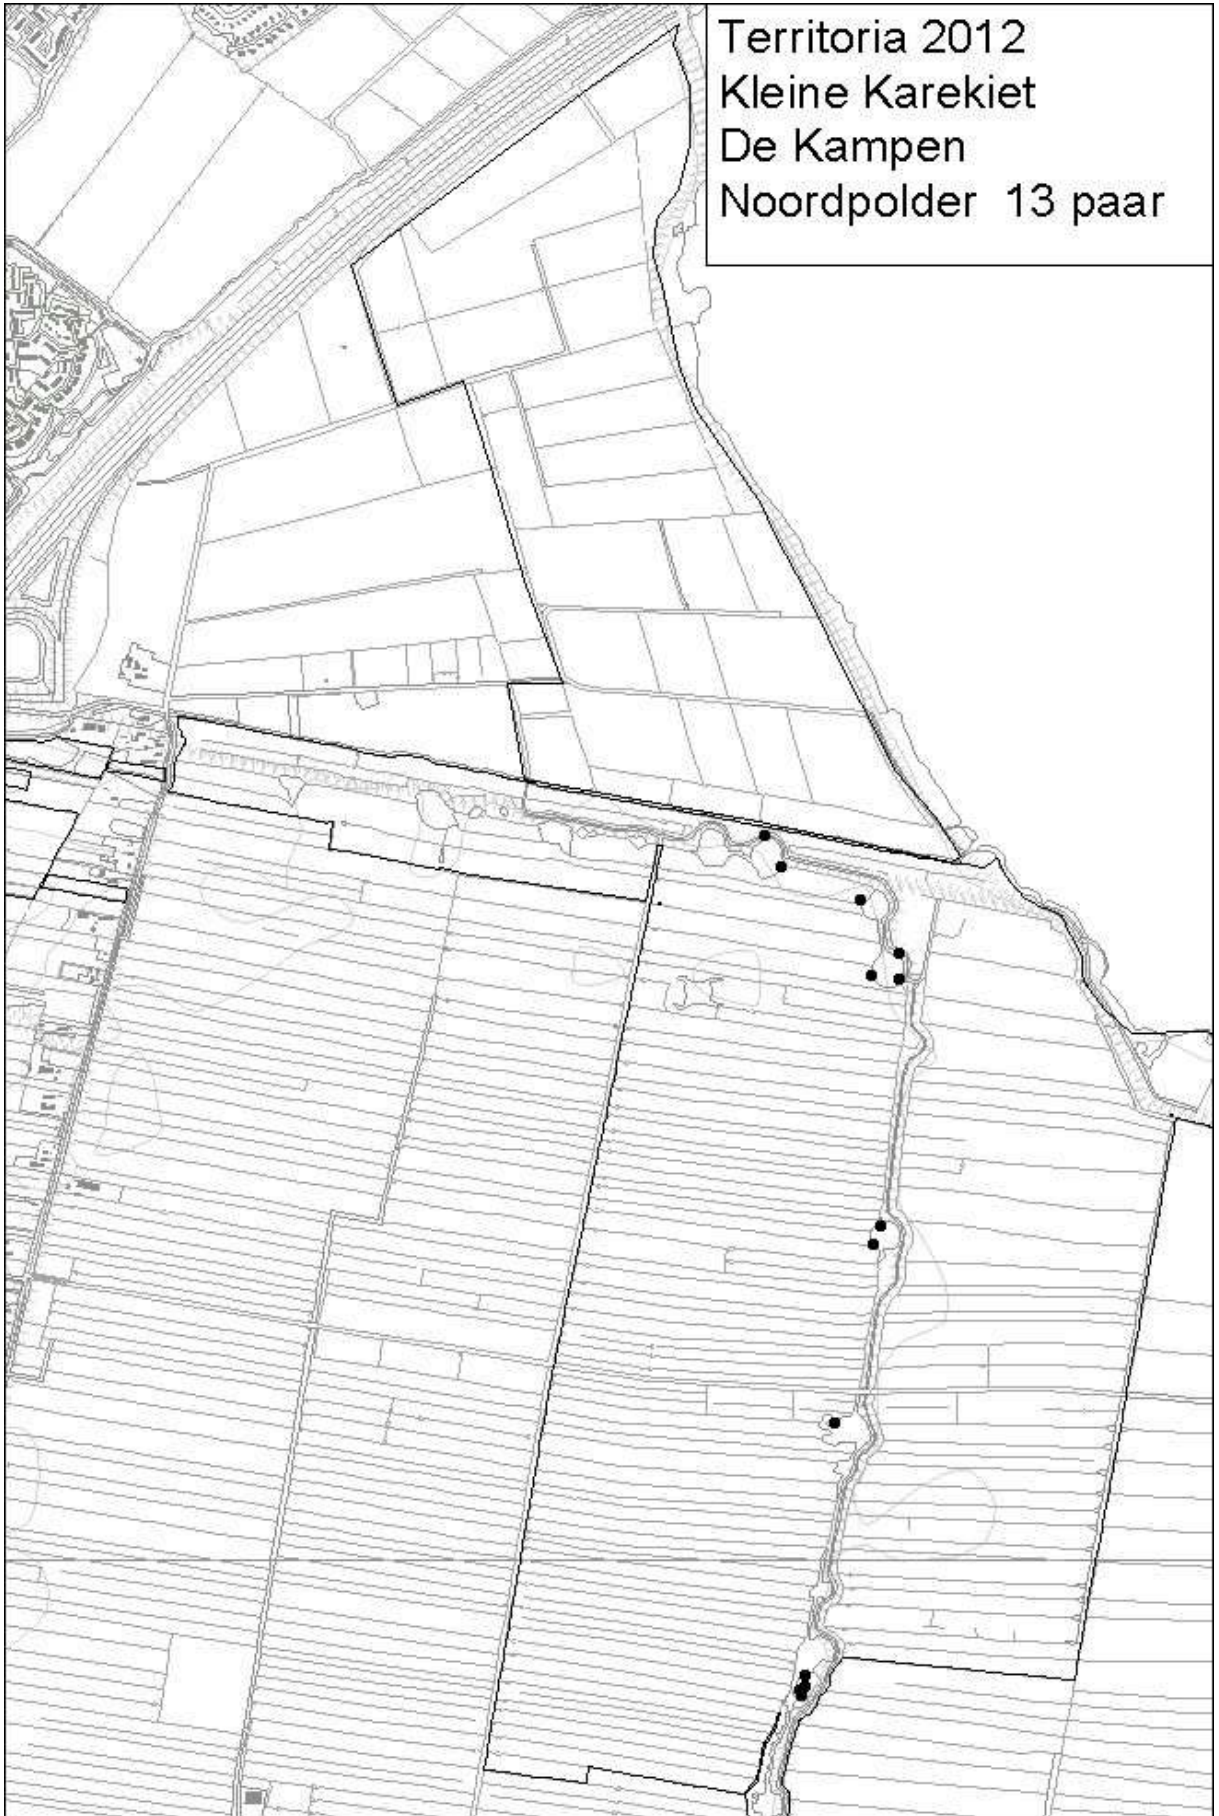 Territoria 2012
Kleine Karekiet
De Kampen
Noordpolder  13 paar